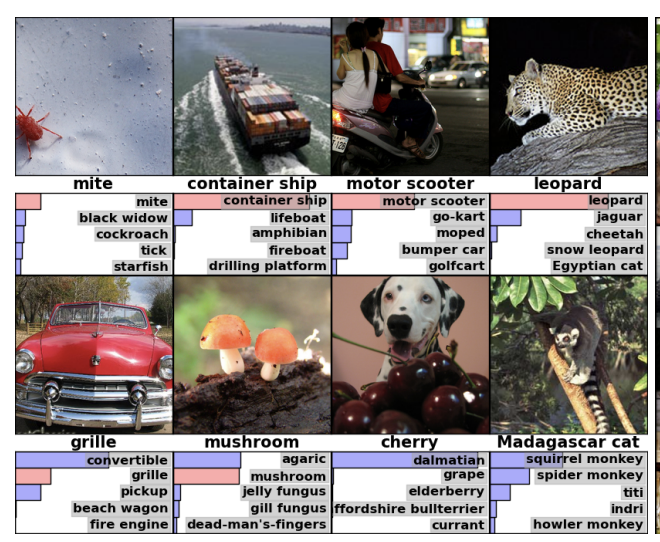 mite
container ship
motor scooter
leopard
mite
black widow
cockroach
tick
starfish
container ship
lifeboat
amphibian
fireboat
drilling platform
motor scooter
go-kart
moped
bumper car
golfcart
leopard
jaguar
cheetah
snow leopard
Egyptian cat
grille
mushroom
cherry
Madagascar cat
convertible
grille
pickup
beach wagon
fire engine
agaric
mushroom
jelly fungus
gill fungus
dead-man's-fingers
dalmatian
grape
elderberry
ffordshire bullterrier
currant
squirrel monkey
spider monkey
titi
indri
howler monkey